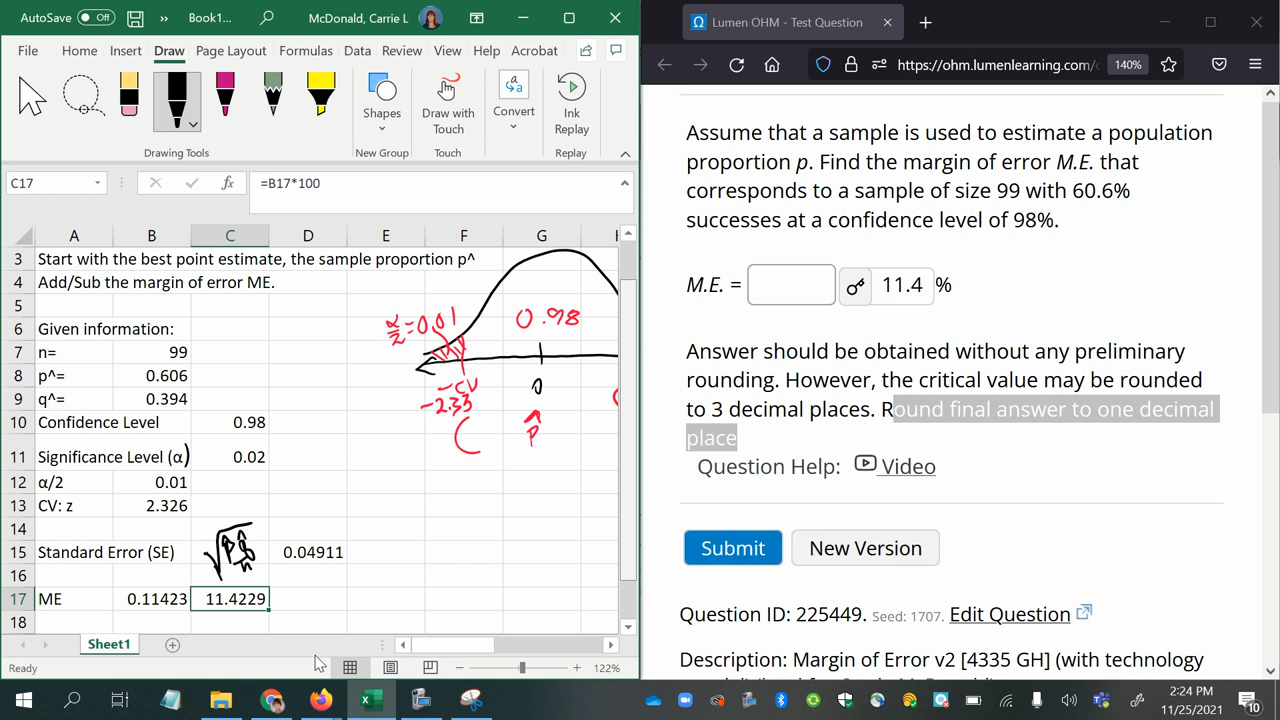 AutoSave Off Book1... McDonald, Carrie L
File Home Insert Draw Page Layout Formulas Data Review View Help Acrobat
Shapes Draw with Touch Convert Ink Replay
Drawing Tools New Group Touch Replay
C17 fx =B17*100
A B C D E F G
3 Start with the best point estimate, the sample proportion p^
4 Add/Sub the margin of error ME.
5
6 Given information:
7 n= 99
8 p^= 0.606
9 q^= 0.394
10 Confidence Level 0.98
11 Significance Level (α) 0.02
12 α/2 0.01
13 CV: z 2.326
14
15 Standard Error (SE) √p̂q̂/n 0.04911
16
17 ME 0.11423 11.4229
18
α/2=0.01 0.98
-CV 0
-2.33
( p̂
Sheet1
Ready 122%
Lumen OHM - Test Question
https://ohm.lumenlearning.com/ 140%
Assume that a sample is used to estimate a population
proportion p. Find the margin of error M.E. that
corresponds to a sample of size 99 with 60.6%
successes at a confidence level of 98%.
M.E. = 11.4 %
Answer should be obtained without any preliminary
rounding. However, the critical value may be rounded
to 3 decimal places. Round final answer to one decimal
place
Question Help: Video
Submit New Version
Question ID: 225449. Seed: 1707. Edit Question
Description: Margin of Error v2 [4335 GH] (with technology
2:24 PM
11/25/2021
10